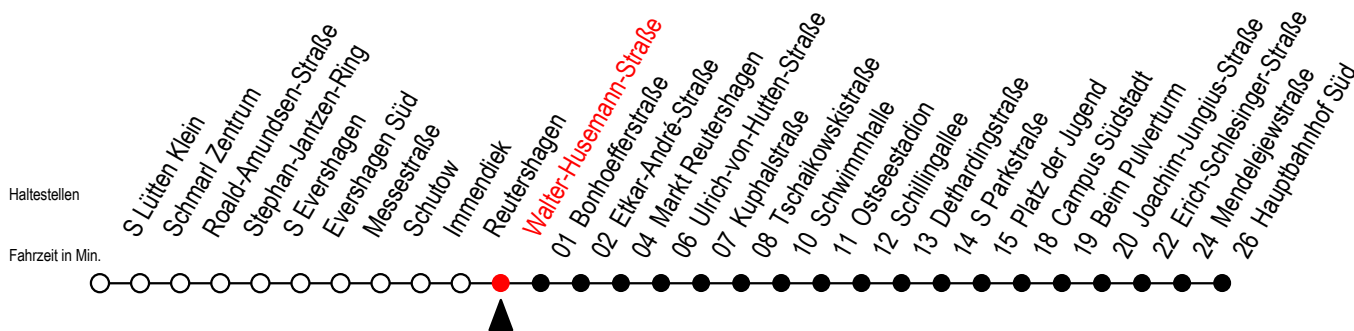 Haltestellen
Fahrzeit in Min.
S Lütten Klein
Schmarl Zentrum
Roald-Amundsen-Straße
Stephan-Jantzen-Ring
S Evershagen
Evershagen Süd
Messestraße
Schutow
Immendiek
Reutershagen
Walter-Husemann-Straße
01 Bonhoefferstraße
02 Etkar-André-Straße
04 Markt Reutershagen
06 Ulrich-von-Hutten-Straße
07 Kuphalstraße
08 Tschaikowskistraße
10 Schwimmhalle
11 Ostseestadion
12 Schillingallee
13 Dethardingstraße
14 S Parkstraße
15 Platz der Jugend
18 Campus Südstadt
19 Beim Pulverturm
20 Joachim-Jungius-Straße
22 Erich-Schlesinger-Straße
24 Mendelejewstraße
26 Hauptbahnhof Süd